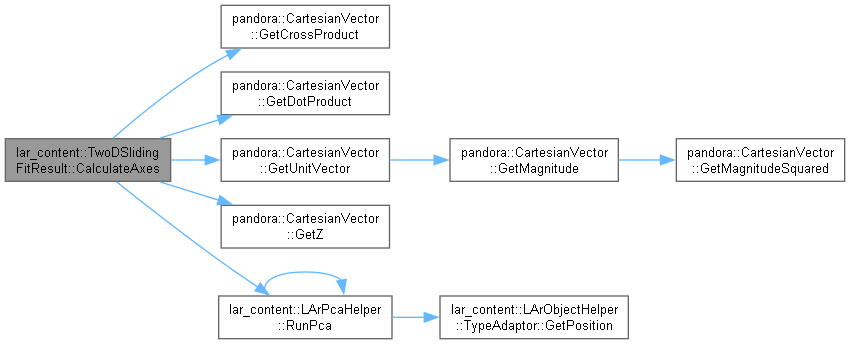 pandora::CartesianVector
::GetCrossProduct
pandora::CartesianVector
::GetDotProduct
lar_content::TwoDSliding
FitResult::CalculateAxes
pandora::CartesianVector
::GetUnitVector
pandora::CartesianVector
::GetMagnitude
pandora::CartesianVector
::GetMagnitudeSquared
pandora::CartesianVector
::GetZ
lar_content::LArPcaHelper
::RunPca
lar_content::LArObjectHelper
::TypeAdaptor::GetPosition